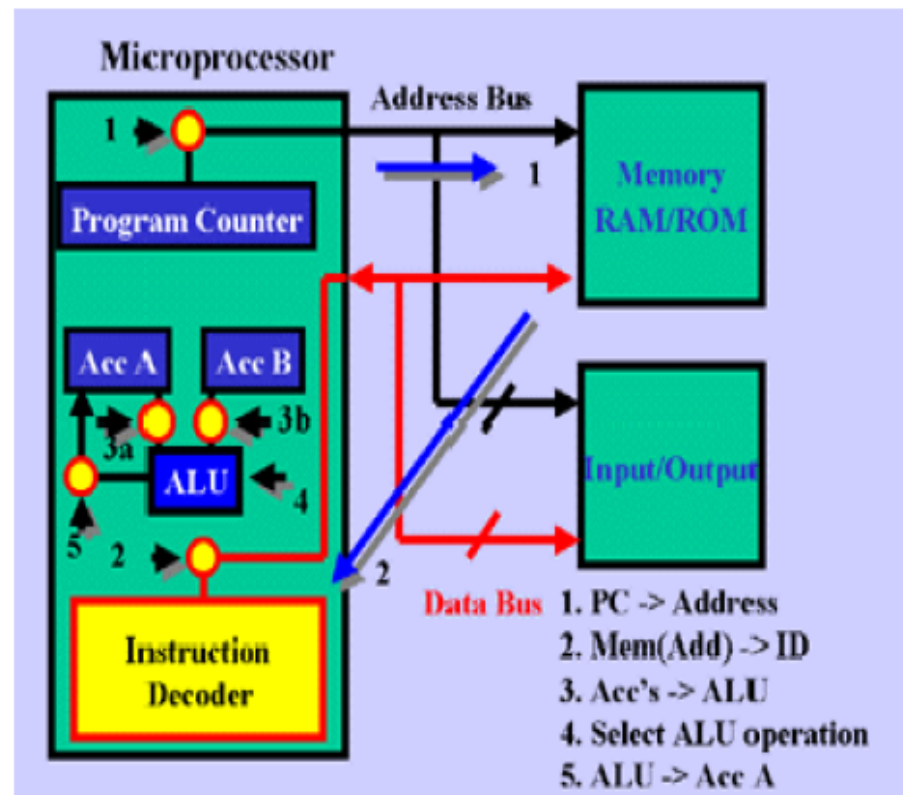 Microprocessor
Address Bus
1
1
Program Counter
Memory
RAM/ROM
Acc A
Acc B
3a
3b
ALU
4
5
2
2
Input/Output
Instruction
Decoder
Data Bus
1. PC -> Address
2. Mem(Add) -> ID
3. Acc's -> ALU
4. Select ALU operation
5. ALU -> Acc A